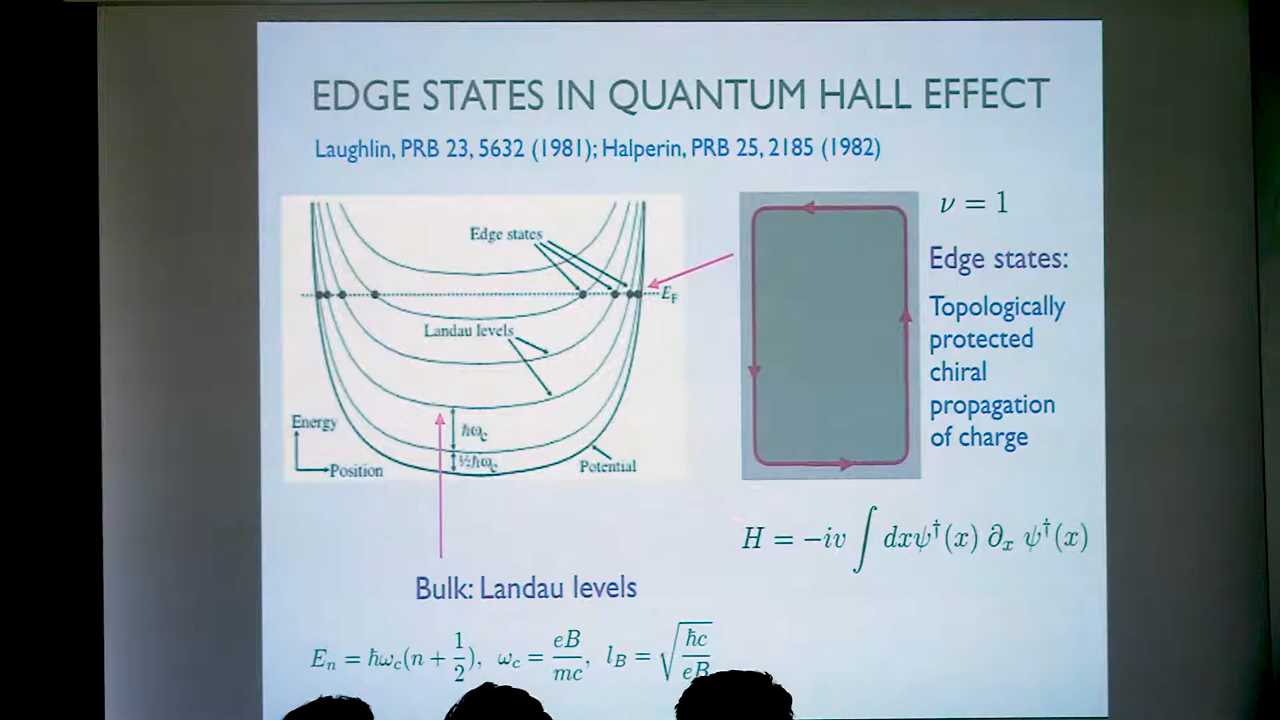 EDGE STATES IN QUANTUM HALL EFFECT
Laughlin, PRB 23, 5632 (1981); Halperin, PRB 25, 2185 (1982)
Edge states
E_F
Landau levels
ħω_c
½ħω_c
Energy
Position
Potential
ν = 1
Edge states:
Topologically
protected
chiral
propagation
of charge
H = −iv ∫ dxψ†(x) ∂_x ψ†(x)
Bulk: Landau levels
E_n = ħω_c(n + 1/2), ω_c = eB/mc, l_B = √(ħc/eB)